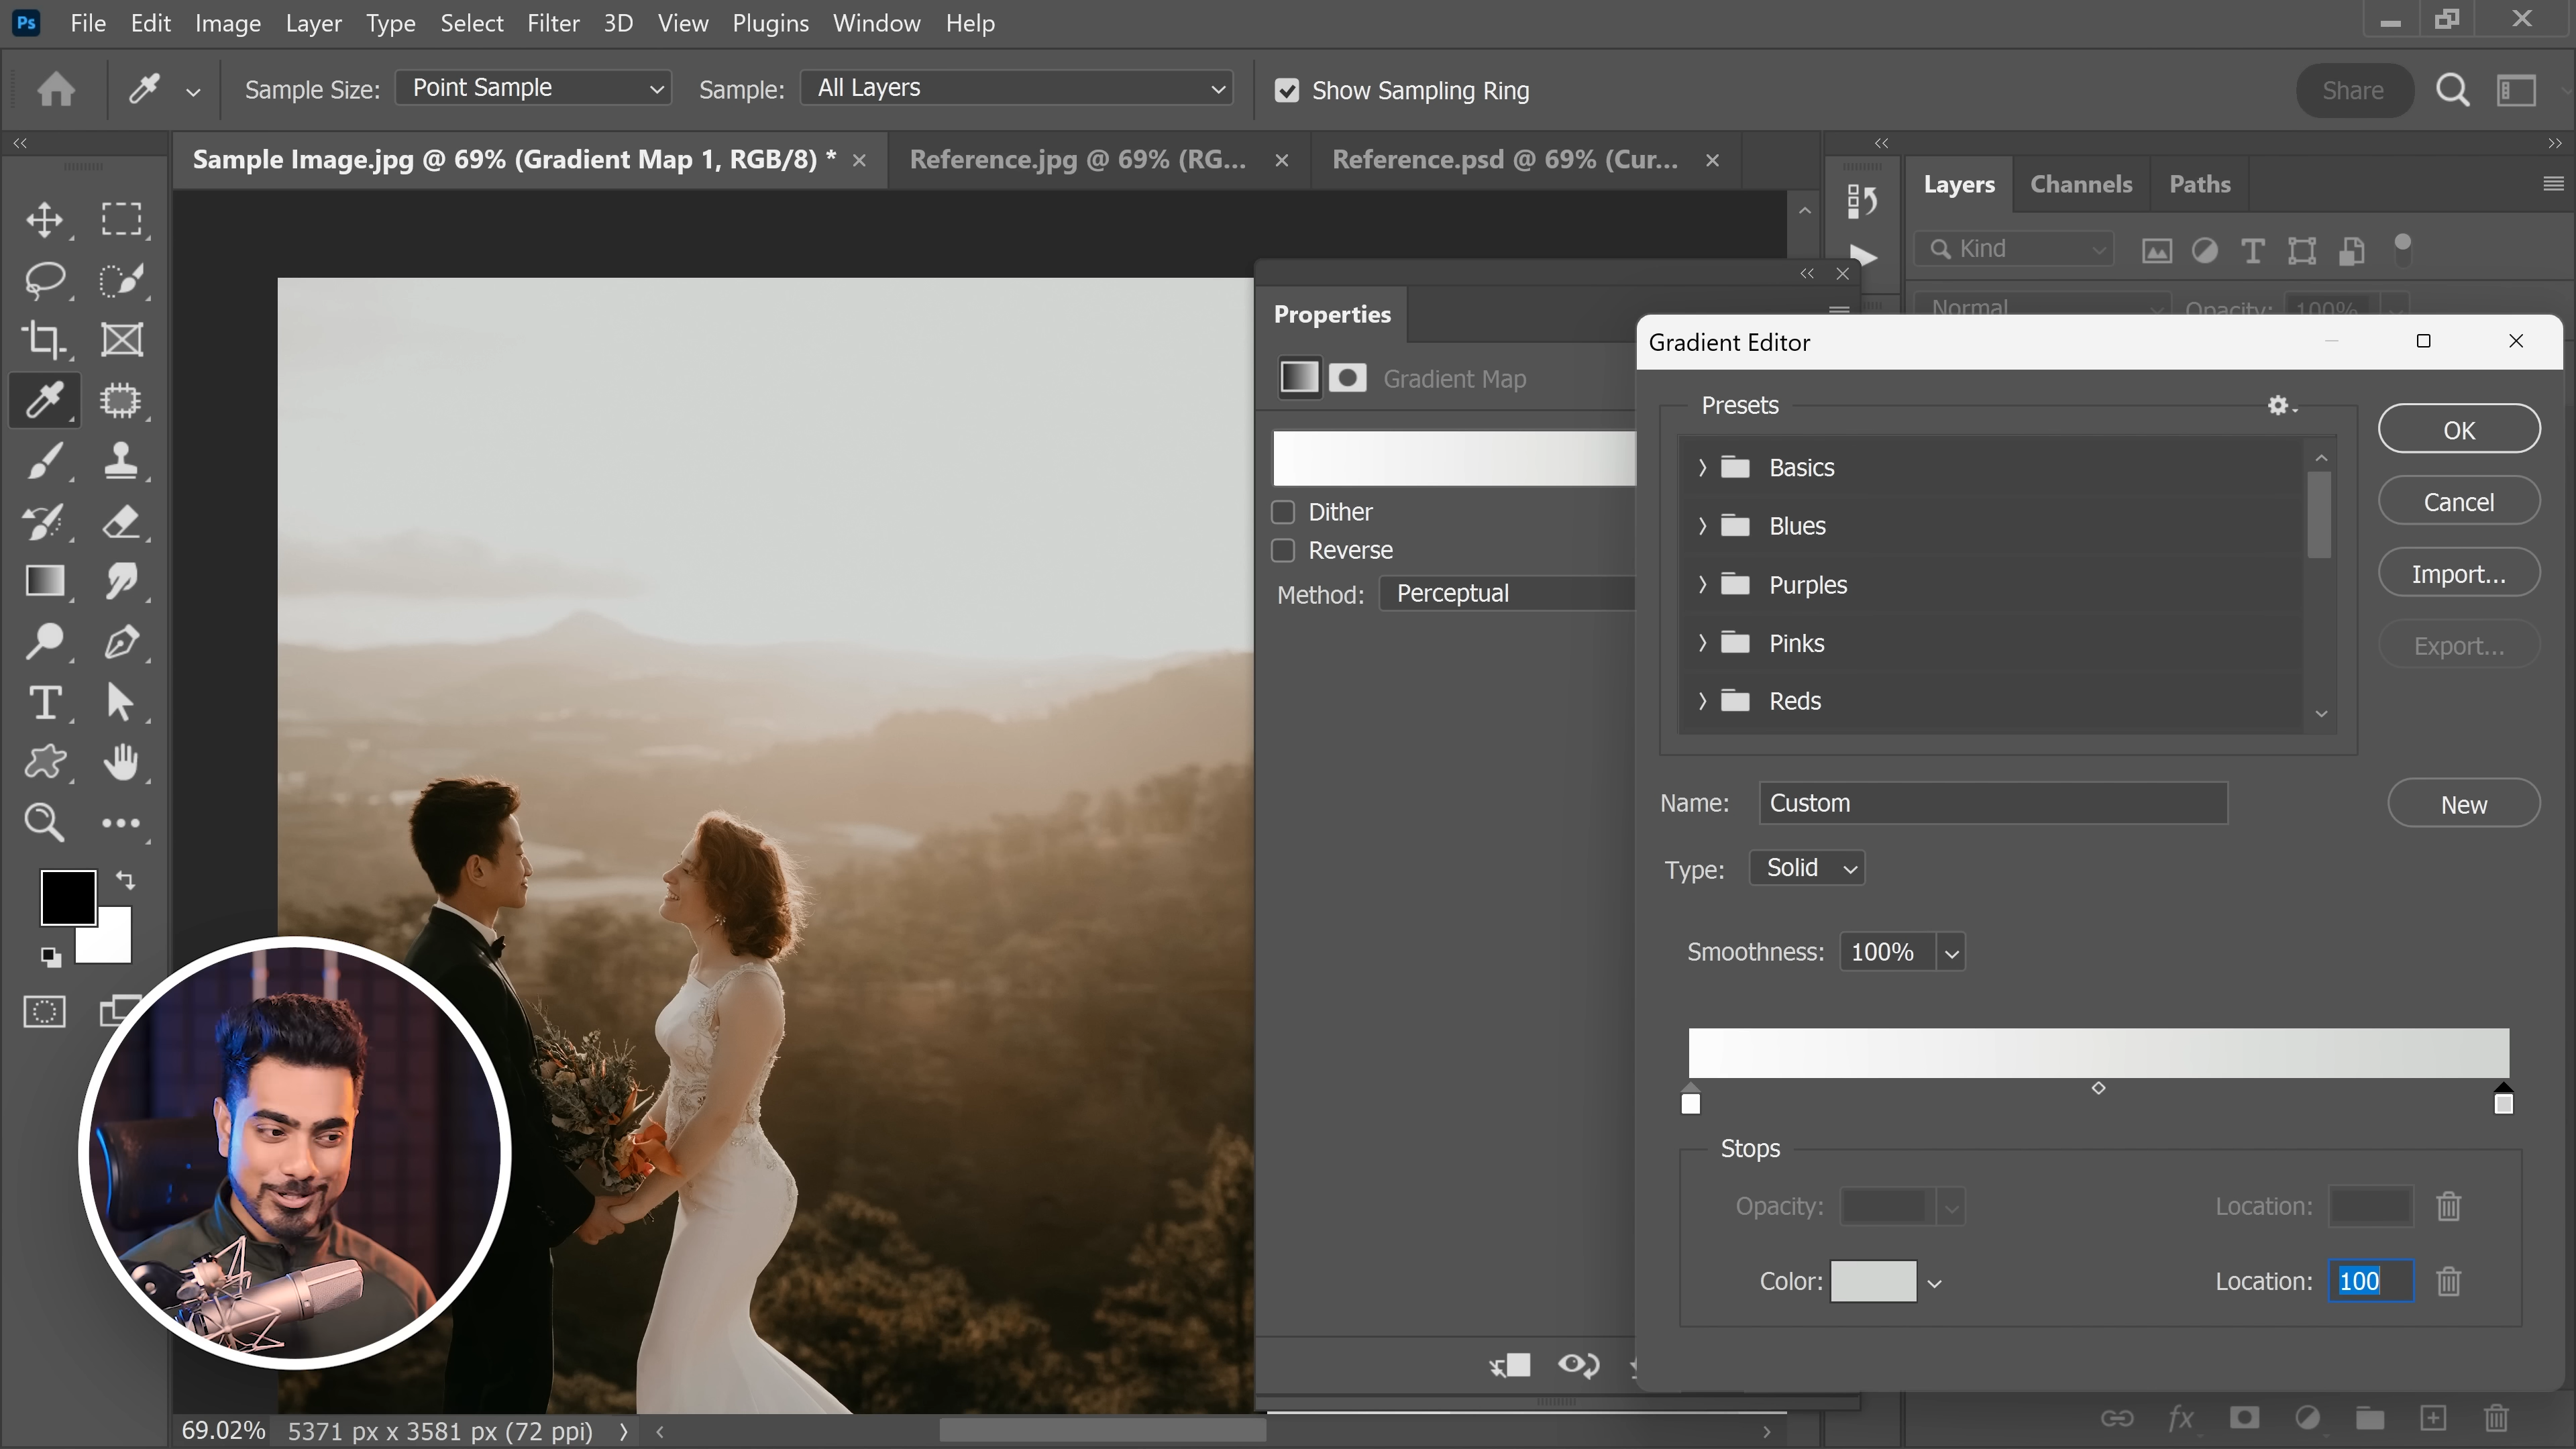 Ps File Edit Image Layer Type Select Filter 3D View Plugins Window Help
Sample Size: Point Sample Sample: All Layers Show Sampling Ring Share
Sample Image.jpg @ 69% (Gradient Map 1, RGB/8) * Reference.jpg @ 69% (RG... Reference.psd @ 69% (Cur...
Layers Channels Paths
Kind
Normal Opacity: 100%
Properties
Gradient Map
Dither
Reverse
Method: Perceptual
Gradient Editor
Presets
OK
Basics
Cancel
Blues
Import...
Purples
Export...
Pinks
Reds
Name: Custom New
Type: Solid
Smoothness: 100%
Stops
Opacity: Location:
Color: Location: 100
69.02% 5371 px x 3581 px (72 ppi)
fx